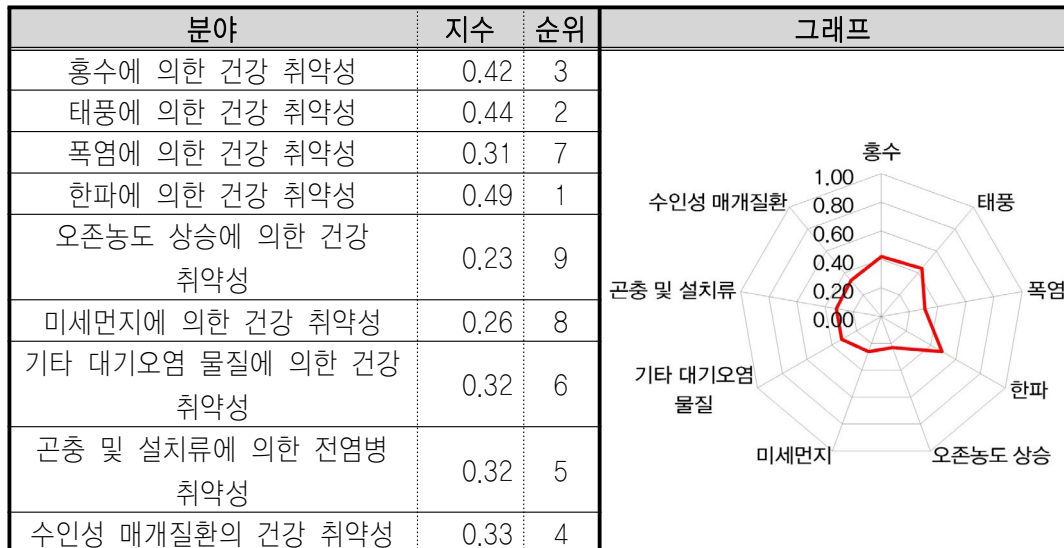 분야 지수 순위 그래프
홍수에 의한 건강 취약성 0.42 3
태풍에 의한 건강 취약성 0.44 2
폭염에 의한 건강 취약성 0.31 7
한파에 의한 건강 취약성 0.49 1
오존농도 상승에 의한 건강
취약성 0.23 9
미세먼지에 의한 건강 취약성 0.26 8
기타 대기오염 물질에 의한 건강
취약성 0.32 6
곤충 및 설치류에 의한 전염병
취약성 0.32 5
수인성 매개질환의 건강 취약성 0.33 4
홍수
1.00
수인성 매개질환 0.80 태풍
0.60
0.40
곤충 및 설치류 0.20 폭염
0.00
기타 대기오염
물질
한파
미세먼지 오존농도 상승